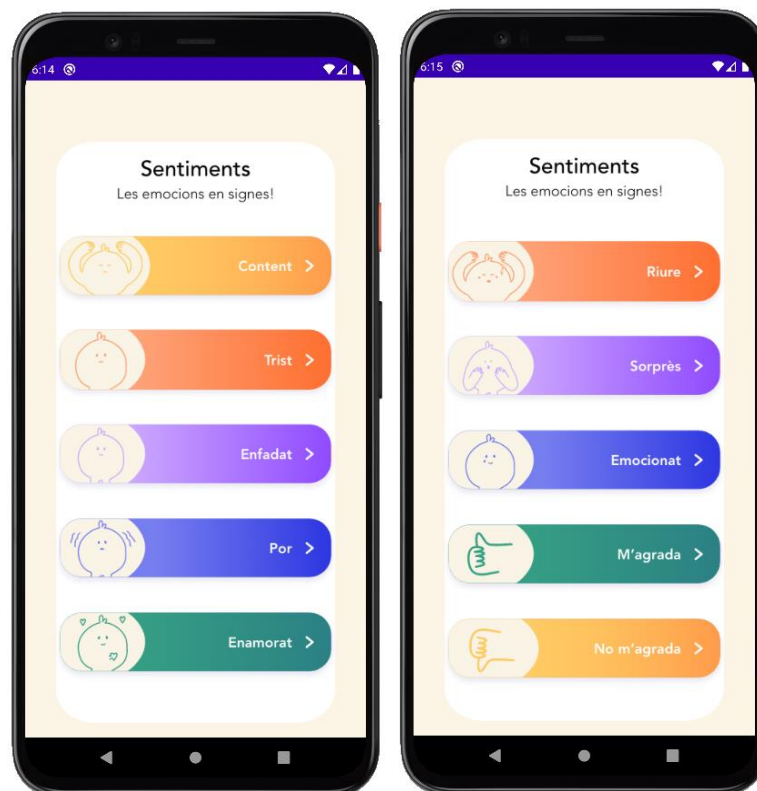 6:14
Sentiments
Les emocions en signes!
Content
Trist
Enfadat
Por
Enamorat
6:15
Sentiments
Les emocions en signes!
Riure
Sorprès
Emocionat
M'agrada
No m'agrada